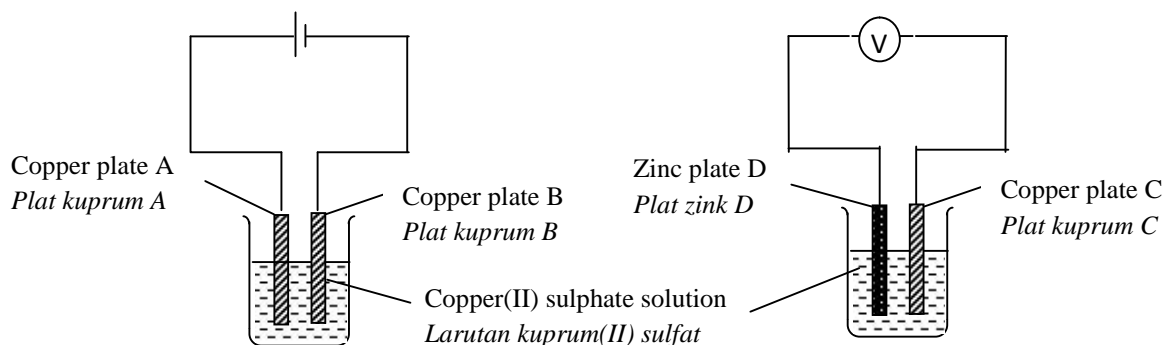 V
Copper plate A
Plat kuprum A
Copper plate B
Plat kuprum B
Zinc plate D
Plat zink D
Copper plate C
Plat kuprum C
Copper(II) sulphate solution
Larutan kuprum(II) sulfat